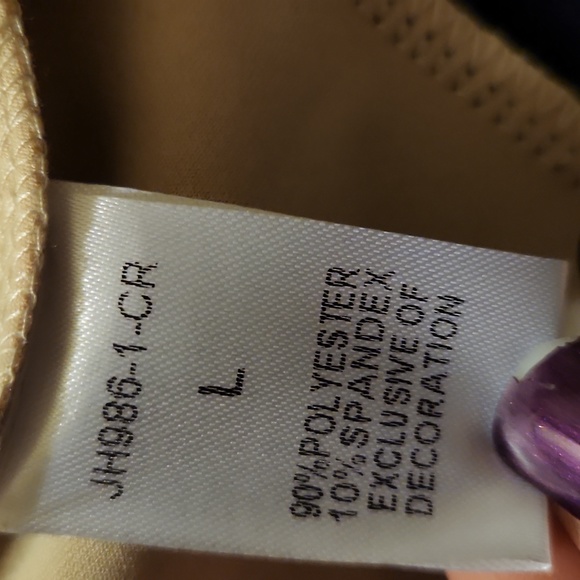 JH986-1-CR
L
90%POLYESTER
10%SPANDEX
EXCLUSIVE OF
DECORATION